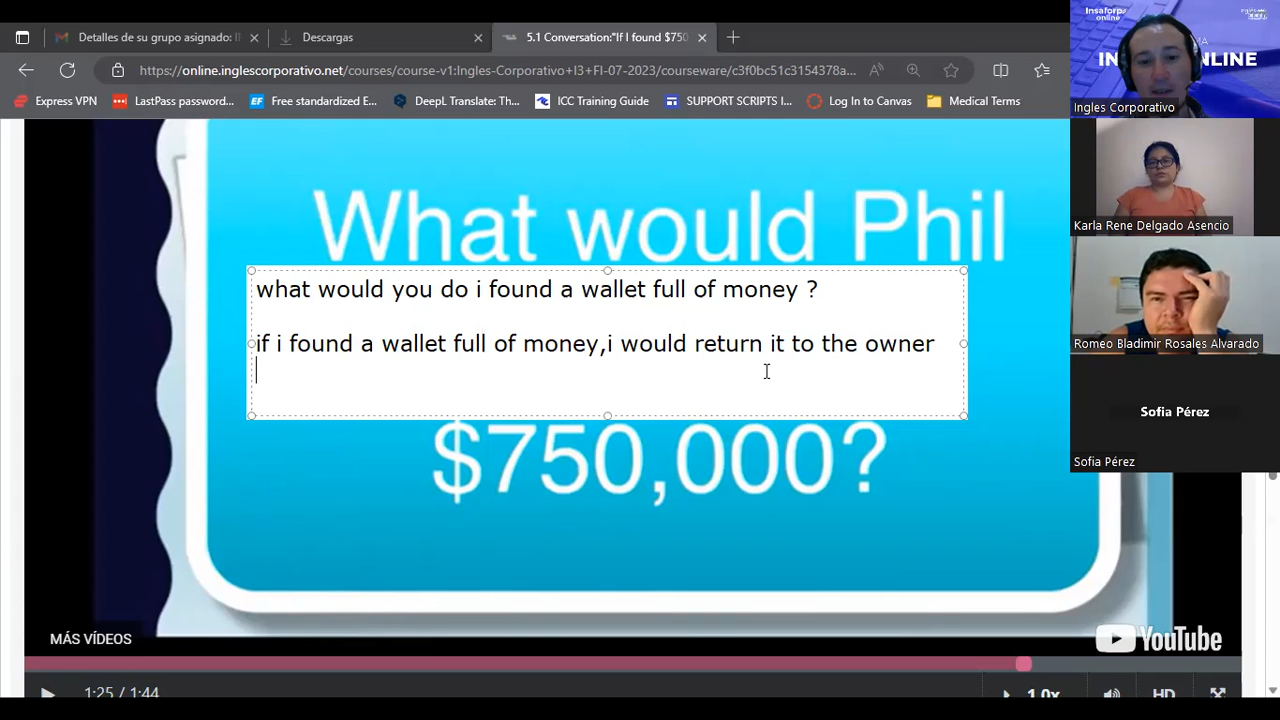 Detalles de su grupo asignado: II
Descargas
5.1 Conversation:"If I found $750
https://online.inglescorporativo.net/courses/course-v1:Ingles-Corporativo+I3+FI-07-2023/courseware/c3f0bc51c3154378a...
Express VPN
LastPass password...
Free standardized E...
DeepL Translate: Th...
ICC Training Guide
SUPPORT SCRIPTS I...
Log In to Canvas
Medical Terms
What would Phil
what would you do i found a wallet full of money ?
if i found a wallet full of money,i would return it to the owner
$750,000?
MÁS VÍDEOS
YouTube
1:25 / 1:44
1.0x
HD
Insaforp
online
IN
NLINE
Ingles Corporativo
Karla Rene Delgado Asencio
Romeo Bladimir Rosales Alvarado
Sofia Pérez
Sofia Pérez